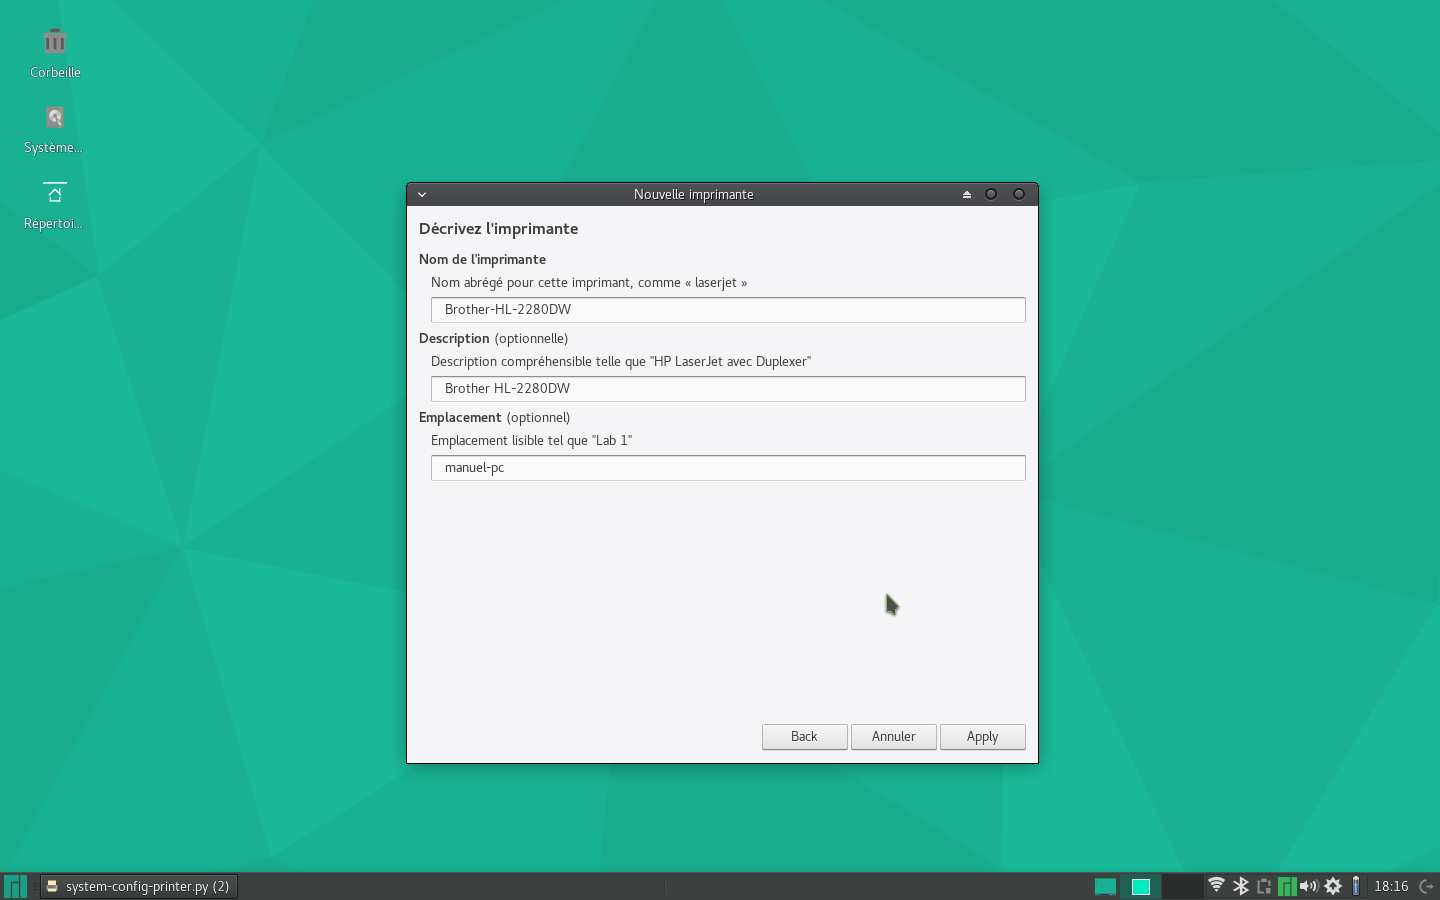 Corbeille
Système...
Répertoi...
Nouvelle imprimante
Décrivez l'imprimante
Nom de l'imprimante
Nom abrégé pour cette imprimant, comme « laserjet »
Brother-HL-2280DW
Description (optionnelle)
Description compréhensible telle que "HP LaserJet avec Duplexer"
Brother HL-2280DW
Emplacement (optionnel)
Emplacement lisible tel que "Lab 1"
manuel-pc
Back Annuler Apply
system-config-printer.py (2) 18:16